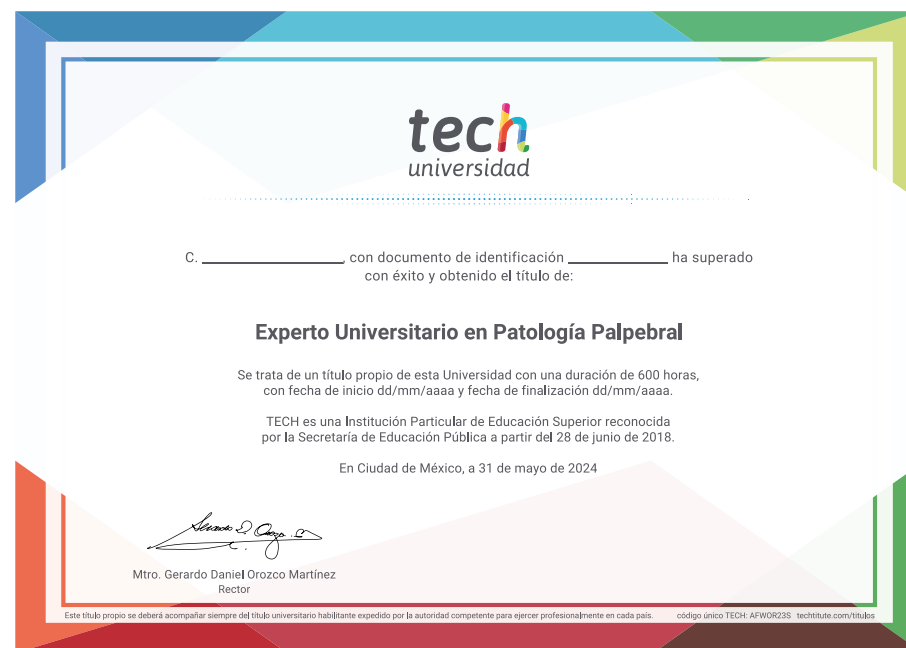 tech
universidad
C. ____________________, con documento de identificación ______________ ha superado
con éxito y obtenido el título de:
Experto Universitario en Patología Palpebral
Se trata de un título propio de esta Universidad con una duración de 600 horas,
con fecha de inicio dd/mm/aaaa y fecha de finalización dd/mm/aaaa.
TECH es una Institución Particular de Educación Superior reconocida
por la Secretaría de Educación Pública a partir del 28 de junio de 2018.
En Ciudad de México, a 31 de mayo de 2024
Mtro. Gerardo Daniel Orozco Martínez
Rector
Este título propio se deberá acompañar siempre del título universitario habilitante expedido por la autoridad competente para ejercer profesionalmente en cada país. código único TECH: AFWOR23S techtitute.com/titulos